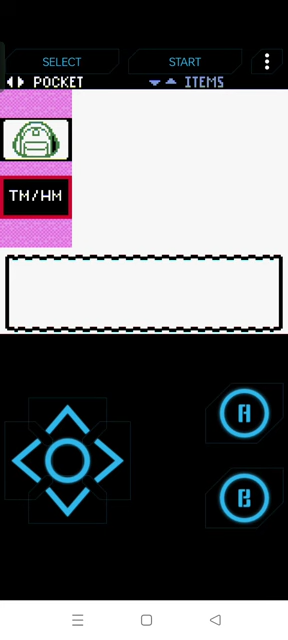 SELECT
START
POCKET
ITEMS
TM/HM
A
B